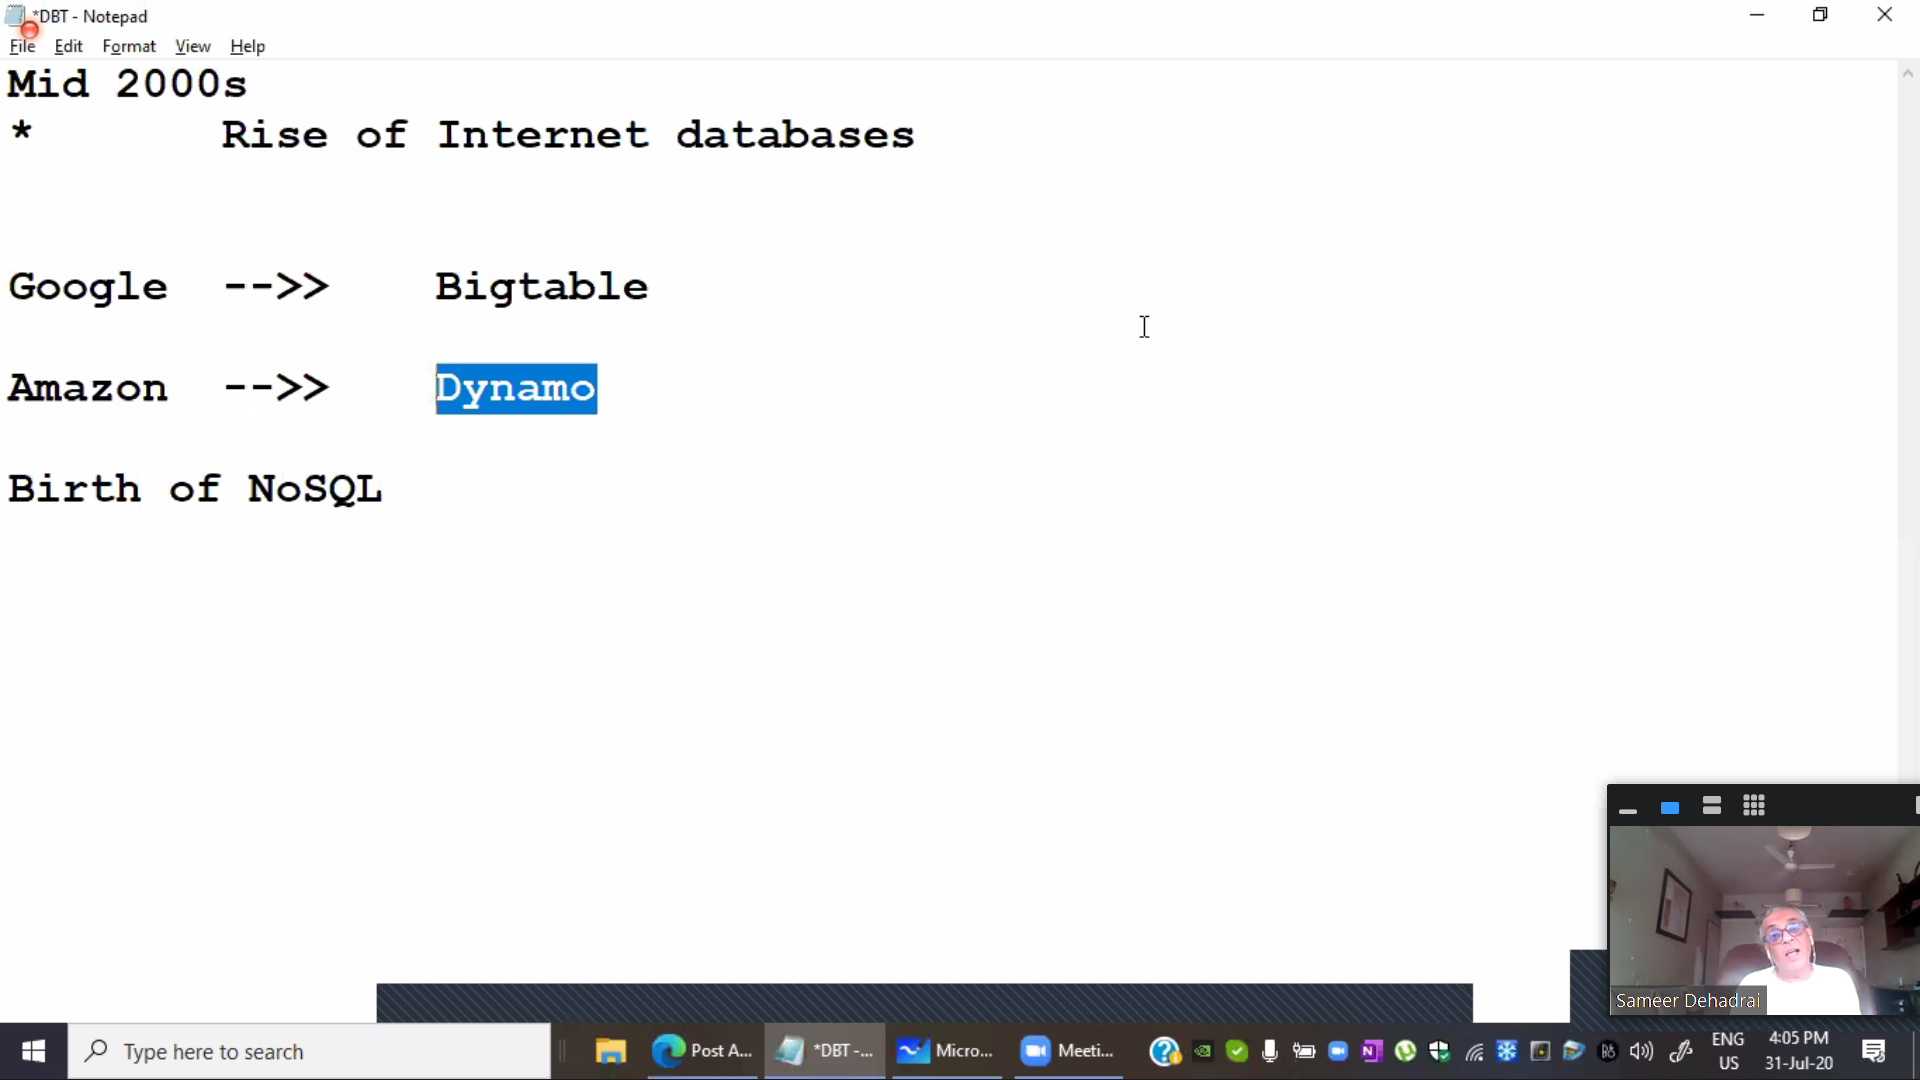 *DBT - Notepad
File Edit Format View Help
Mid 2000s
* Rise of Internet databases
Google -->> Bigtable
Amazon -->> Dynamo
Birth of NoSQL
Sameer Dehadrai
Type here to search
Post A...
*DBT -...
Micro...
Meeti...
ENG
US
4:05 PM
31-Jul-20